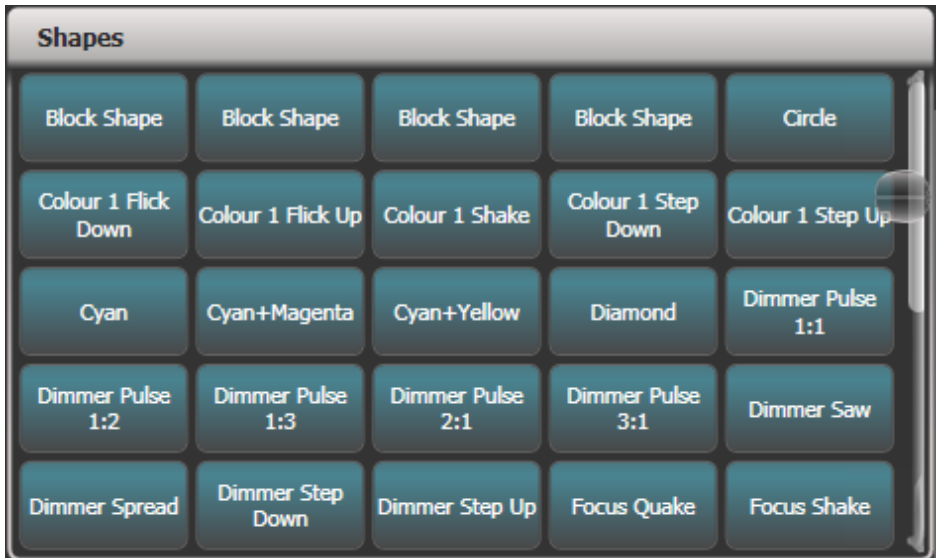 Shapes
Block Shape
Block Shape
Block Shape
Block Shape
Circle
Colour 1 Flick
Down
Colour 1 Flick Up
Colour 1 Shake
Colour 1 Step
Down
Colour 1 Step Up
Cyan
Cyan+Magenta
Cyan+Yellow
Diamond
Dimmer Pulse
1:1
Dimmer Pulse
1:2
Dimmer Pulse
1:3
Dimmer Pulse
2:1
Dimmer Pulse
3:1
Dimmer Saw
Dimmer Spread
Dimmer Step
Down
Dimmer Step Up
Focus Quake
Focus Shake